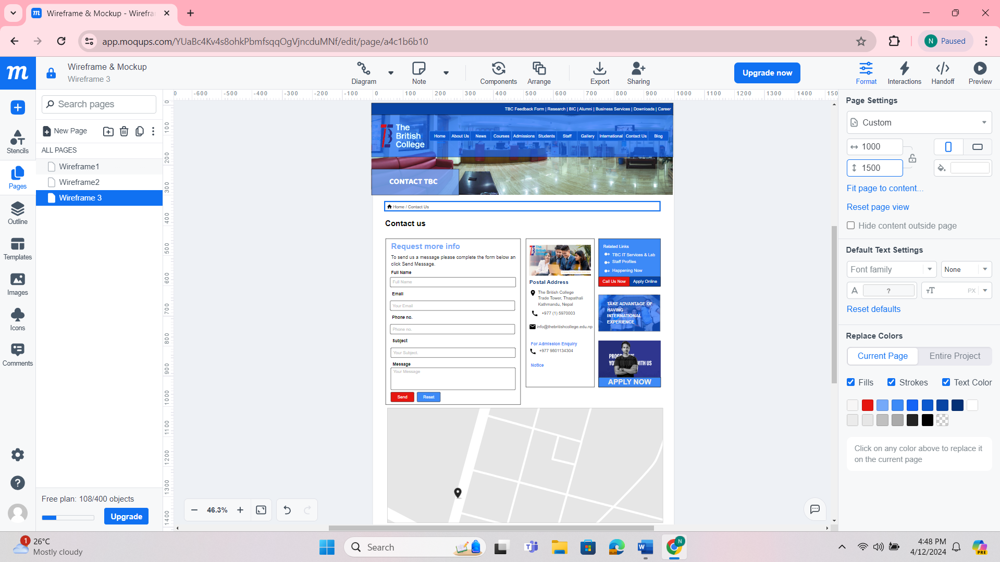 Wireframe & Mockup - Wirefra
app.moqups.com/YUaBc4Kv4s8ohkPbmfsqqOgVjncduMNf/edit/page/a4c1b6b10
N Paused
m
Wireframe & Mockup
Wireframe 3
Diagram
Note
Components
Arrange
Export
Sharing
Upgrade now
Format
Interactions
Handoff
Preview
Stencils
Pages
Outline
Templates
Images
Icons
Comments
Search pages
New Page
ALL PAGES
Wireframe1
Wireframe2
Wireframe 3
Free plan: 108/400 objects
Upgrade
0 -600 -500 -400 -300 -200 -100 0 100 200 300 400 500 600 700 800 900 1000 1100 1200 1300 1400 150
0 100 200 300 400 500 600 700 800 900 1000 1100 1200 1300 1400
TBC Feedback Form | Research | BIC | Alumni | Business Services | Downloads | Career
The
British
College
Home About Us News Courses Admissions Students Staff Gallery International Contact Us Blog
CONTACT TBC
Home / Contact Us
Contact us
Request more info
To send us a message please complete the form below an
click Send Message.
Full Name
Full Name
Email
Your Email
Phone no.
Phone no.
Subject
Your Subject.
Message
Your Message
Send Reset
Postal Address
The British College
Trade Tower, Thapathali
Kathmandu, Nepal
+977 (1) 5970003
info@thebritishcollege.edu.np
For Admission Enquiry
+977 9801134304
Notice
Related Links
TBC IT Services & Lab
Staff Profiles
Happening Now
Call Us Now Apply Online
TAKE ADVANTAGE OF
HAVING
INTERNATIONAL
EXPERIENCE
APPLY NOW
46.3%
Page Settings
Custom
1000
1500
Fit page to content...
Reset page view
Hide content outside page
Default Text Settings
Font family
None
A ?
TT PX
Reset defaults
Replace Colors
Current Page Entire Project
Fills Strokes Text Color
Click on any color above to replace it
on the current page
1
26°C
Mostly cloudy
Search
4:48 PM
4/12/2024
PRE